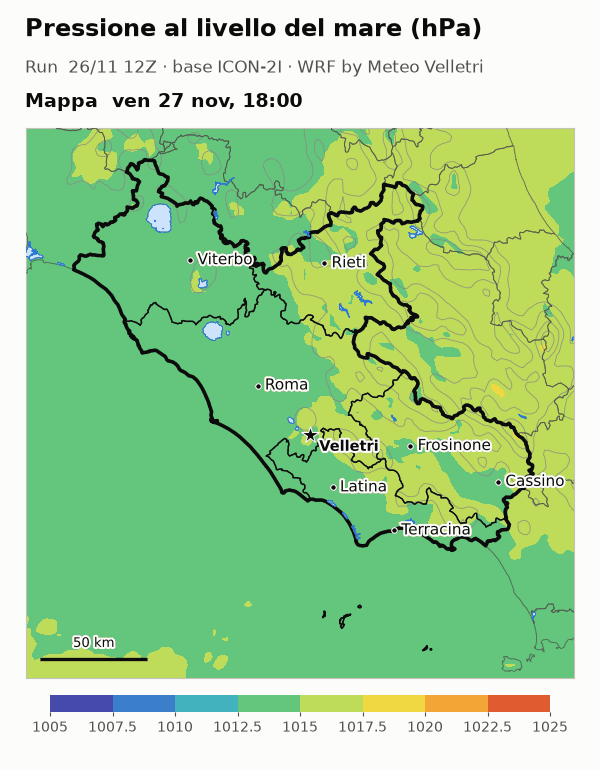 Pressione al livello del mare (hPa)
Run  26/11 12Z · base ICON-2I · WRF by Meteo Velletri
Mappa  ven 27 nov, 18:00
Viterbo
Rieti
Roma
Velletri
Frosinone
Cassino
Latina
Terracina
50 km
1005 1007.5 1010 1012.5 1015 1017.5 1020 1022.5 1025